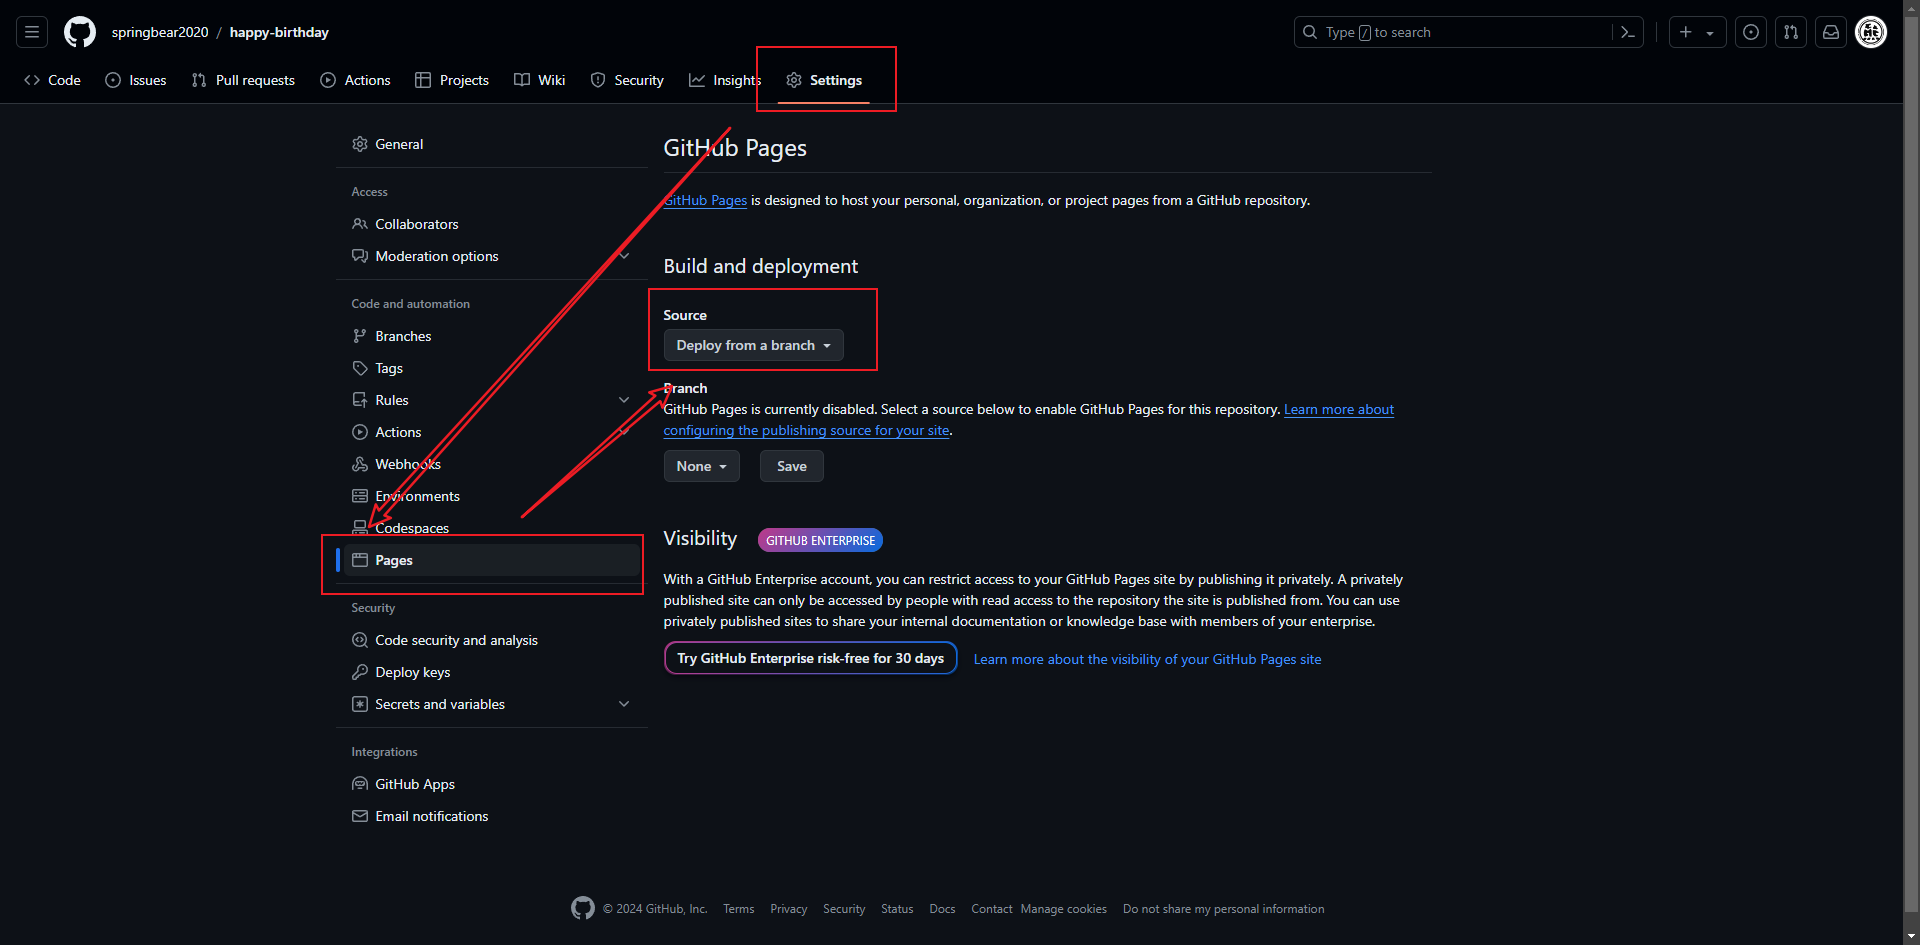 springbear2020 / happy-birthday
Type / to search
Code
Issues
Pull requests
Actions
Projects
Wiki
Security
Insights
Settings
General
Access
Collaborators
Moderation options
Code and automation
Branches
Tags
Rules
Actions
Webhooks
Environments
Codespaces
Pages
Security
Code security and analysis
Deploy keys
Secrets and variables
Integrations
GitHub Apps
Email notifications
GitHub Pages
GitHub Pages is designed to host your personal, organization, or project pages from a GitHub repository.
Build and deployment
Source
Deploy from a branch
Branch
GitHub Pages is currently disabled. Select a source below to enable GitHub Pages for this repository. Learn more about
configuring the publishing source for your site.
None
Save
Visibility
GITHUB ENTERPRISE
With a GitHub Enterprise account, you can restrict access to your GitHub Pages site by publishing it privately. A privately
published site can only be accessed by people with read access to the repository the site is published from. You can use
privately published sites to share your internal documentation or knowledge base with members of your enterprise.
Try GitHub Enterprise risk-free for 30 days
Learn more about the visibility of your GitHub Pages site
© 2024 GitHub, Inc.
Terms
Privacy
Security
Status
Docs
Contact
Manage cookies
Do not share my personal information